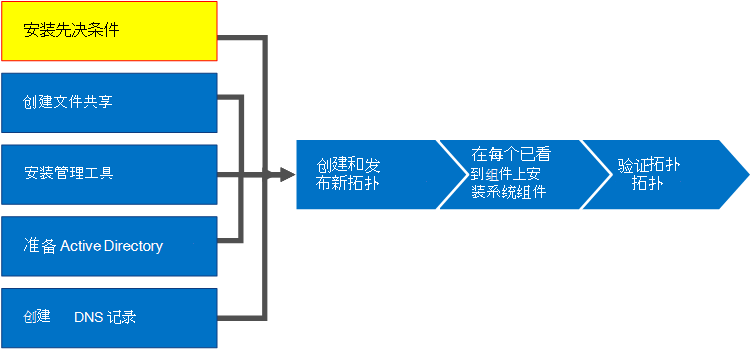 安装先决条件
创建文件共享
安装管理工具
准备 Active Directory
创建 DNS 记录
创建和发
布新拓扑
在每个已看
到组件上安
装系统组件
验证拓扑
拓扑